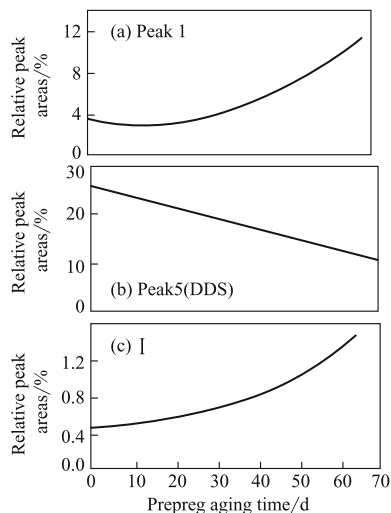 12
(a) Peak 1
8
4
0
Relative peak
areas/%
30
20
10
0
(b) Peak5(DDS)
Relative peak
areas/%
(c) I
1.2
0.8
0.4
0.0
Relative peak
areas/%
0 10 20 30 40 50 60 70
Prepreg aging time/d